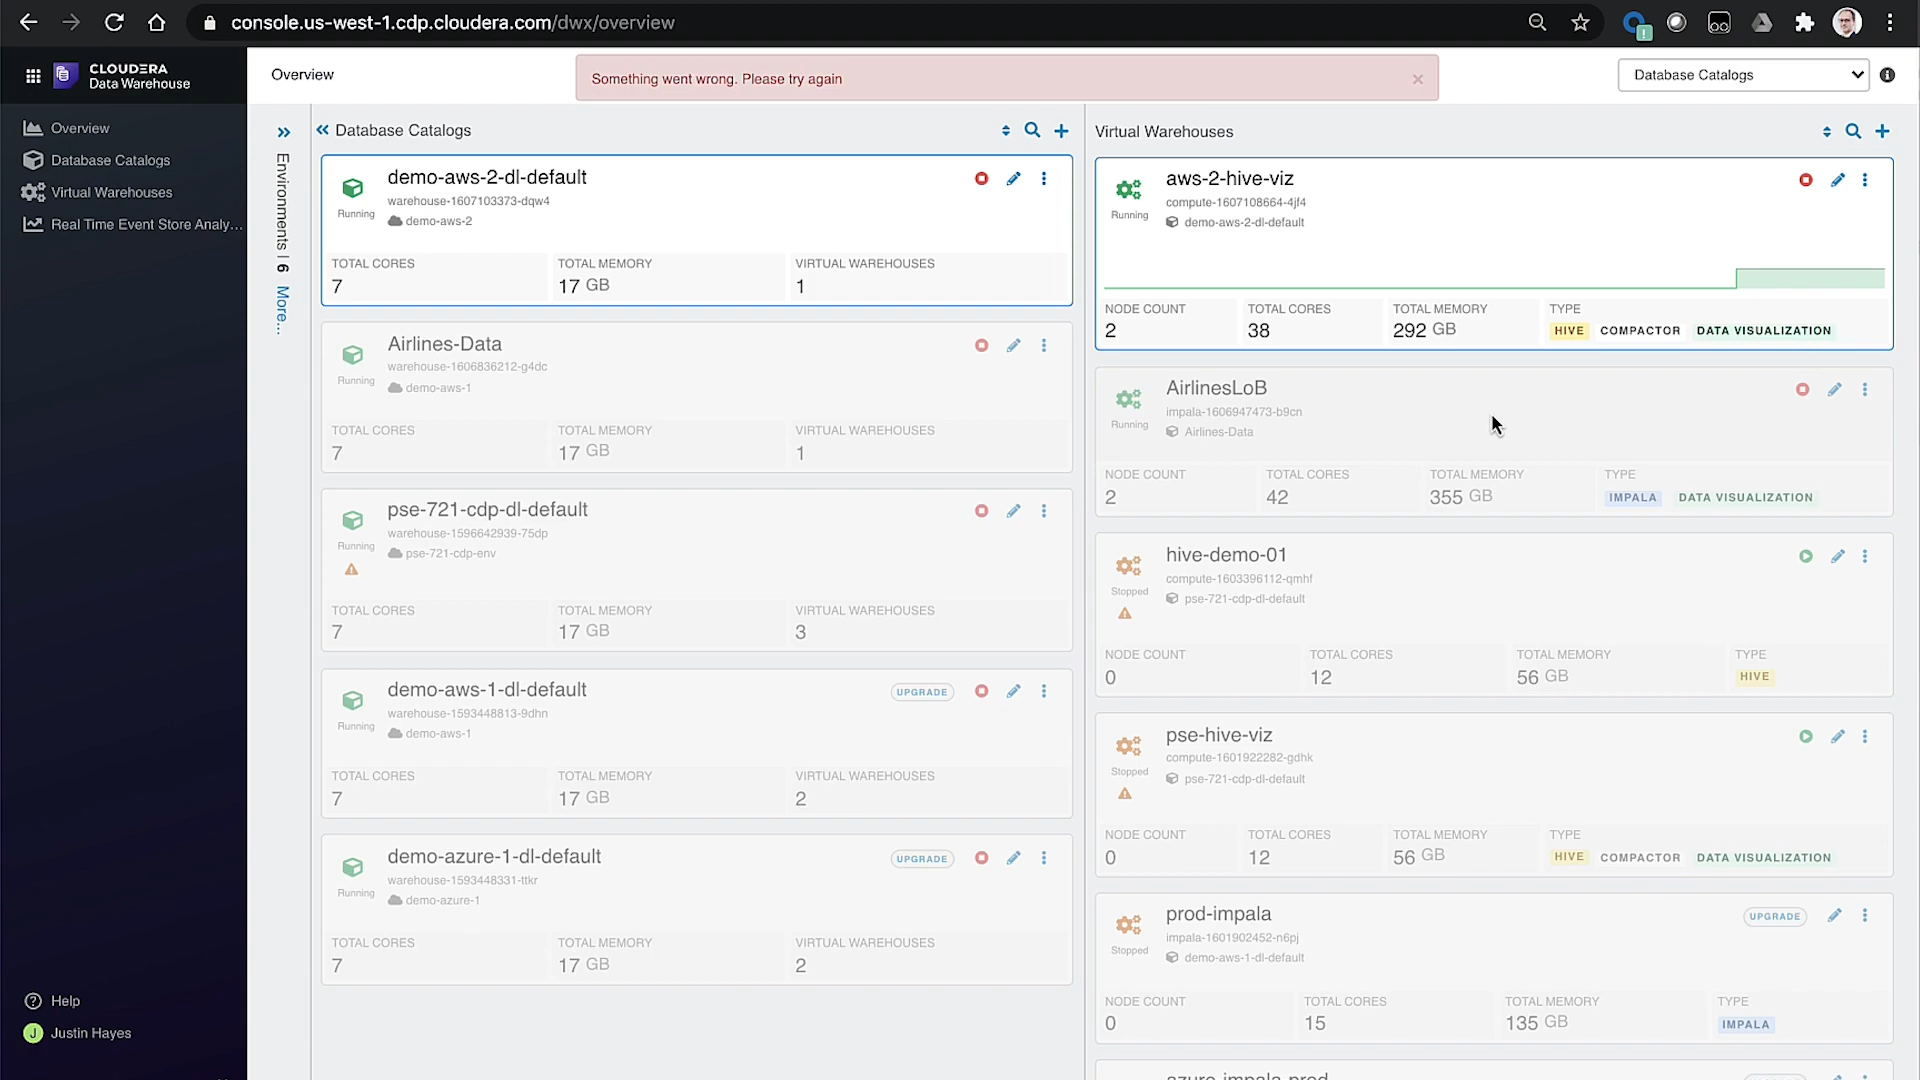 console.us-west-1.cdp.cloudera.com/dwx/overview
CLOUDERA
Data Warehouse
Overview
Database Catalogs
Virtual Warehouses
Real Time Event Store Analy...
Help
J
Justin Hayes
Overview
Something went wrong. Please try again
Database Catalogs
Environments | 6 More...
Database Catalogs
demo-aws-2-dl-default
warehouse-1607103373-dqw4
Running
demo-aws-2
TOTAL CORES TOTAL MEMORY VIRTUAL WAREHOUSES
7 17 GB 1
Airlines-Data
warehouse-1606836212-g4dc
Running
demo-aws-1
TOTAL CORES TOTAL MEMORY VIRTUAL WAREHOUSES
7 17 GB 1
pse-721-cdp-dl-default
warehouse-1596642939-75dp
Running
pse-721-cdp-env
TOTAL CORES TOTAL MEMORY VIRTUAL WAREHOUSES
7 17 GB 3
demo-aws-1-dl-default
UPGRADE
warehouse-1593448813-9dhn
Running
demo-aws-1
TOTAL CORES TOTAL MEMORY VIRTUAL WAREHOUSES
7 17 GB 2
demo-azure-1-dl-default
UPGRADE
warehouse-1593448331-ttkr
Running
demo-azure-1
TOTAL CORES TOTAL MEMORY VIRTUAL WAREHOUSES
7 17 GB 2
Virtual Warehouses
aws-2-hive-viz
compute-1607108664-4jf4
Running
demo-aws-2-dl-default
NODE COUNT TOTAL CORES TOTAL MEMORY TYPE
2 38 292 GB HIVE COMPACTOR DATA VISUALIZATION
AirlinesLoB
impala-1606947473-b9cn
Running
Airlines-Data
NODE COUNT TOTAL CORES TOTAL MEMORY TYPE
2 42 355 GB IMPALA DATA VISUALIZATION
hive-demo-01
compute-1603396112-qmhf
Stopped
pse-721-cdp-dl-default
NODE COUNT TOTAL CORES TOTAL MEMORY TYPE
0 12 56 GB HIVE
pse-hive-viz
compute-1601922282-gdhk
Stopped
pse-721-cdp-dl-default
NODE COUNT TOTAL CORES TOTAL MEMORY TYPE
0 12 56 GB HIVE COMPACTOR DATA VISUALIZATION
prod-impala
UPGRADE
impala-1601902452-n6pj
Stopped
demo-aws-1-dl-default
NODE COUNT TOTAL CORES TOTAL MEMORY TYPE
0 15 135 GB IMPALA
azure-impala-prod